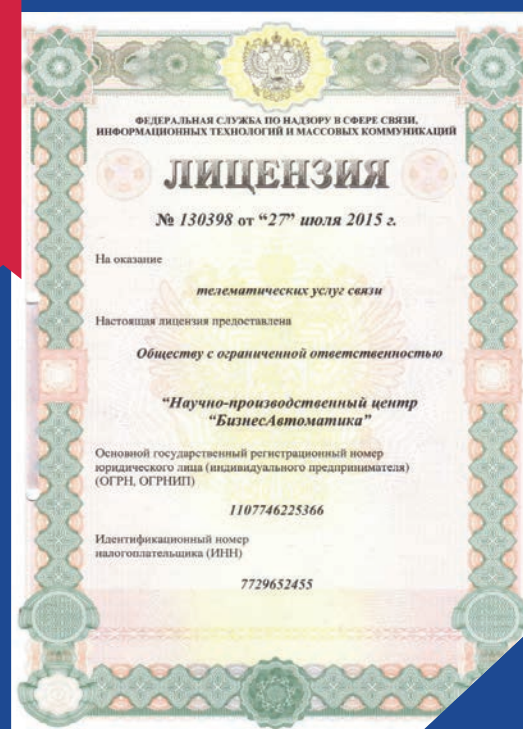 ФЕДЕРАЛЬНАЯ СЛУЖБА ПО НАДЗОРУ В СФЕРЕ СВЯЗИ,
ИНФОРМАЦИОННЫХ ТЕХНОЛОГИЙ И МАССОВЫХ КОММУНИКАЦИЙ
ЛИЦЕНЗИЯ
№ 130398 от “27” июля 2015 г.
На оказание
телематических услуг связи
Настоящая лицензия предоставлена
Обществу с ограниченной ответственностью
“Научно-производственный центр
“БизнесАвтоматика”
Основной государственный регистрационный номер
юридического лица (индивидуального предпринимателя)
(ОГРН, ОГРНИП)
1107746225366
Идентификационный номер
налогоплательщика (ИНН)
7729652455